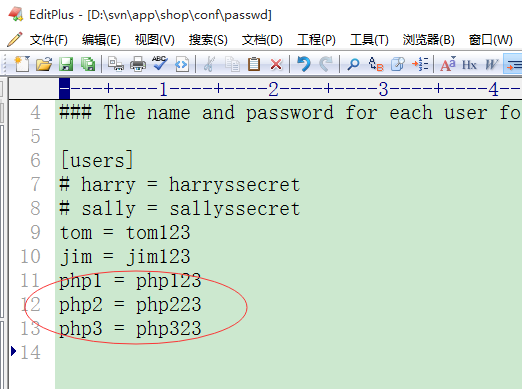 EditPlus - [D:\svn\app\shop\conf\passwd]
文件(F) 编辑(E) 视图(V) 搜索(S) 文档(D) 工程(P) 工具(T) 浏览器(B) 窗口(W)
Hx W
----+----1----+----2----+----3----+----4--
4 ### The name and password for each user fo
5
6 [users]
7 # harry = harryssecret
8 # sally = sallyssecret
9 tom = tom123
10 jim = jim123
11 php1 = php123
12 php2 = php223
13 php3 = php323
14